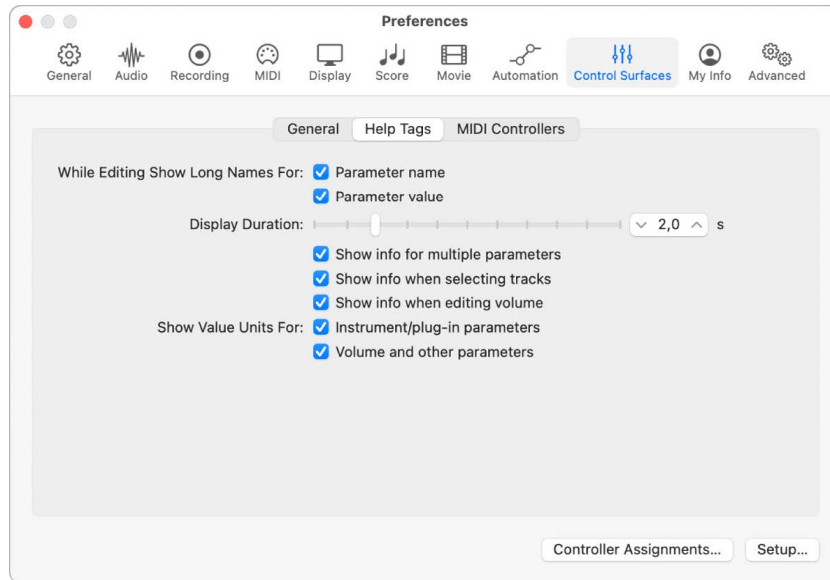 Preferences
General Audio Recording MIDI Display Score Movie Automation Control Surfaces My Info Advanced
General Help Tags MIDI Controllers
While Editing Show Long Names For: Parameter name
Parameter value
Display Duration: 2,0 s
Show info for multiple parameters
Show info when selecting tracks
Show info when editing volume
Show Value Units For: Instrument/plug-in parameters
Volume and other parameters
Controller Assignments... Setup...